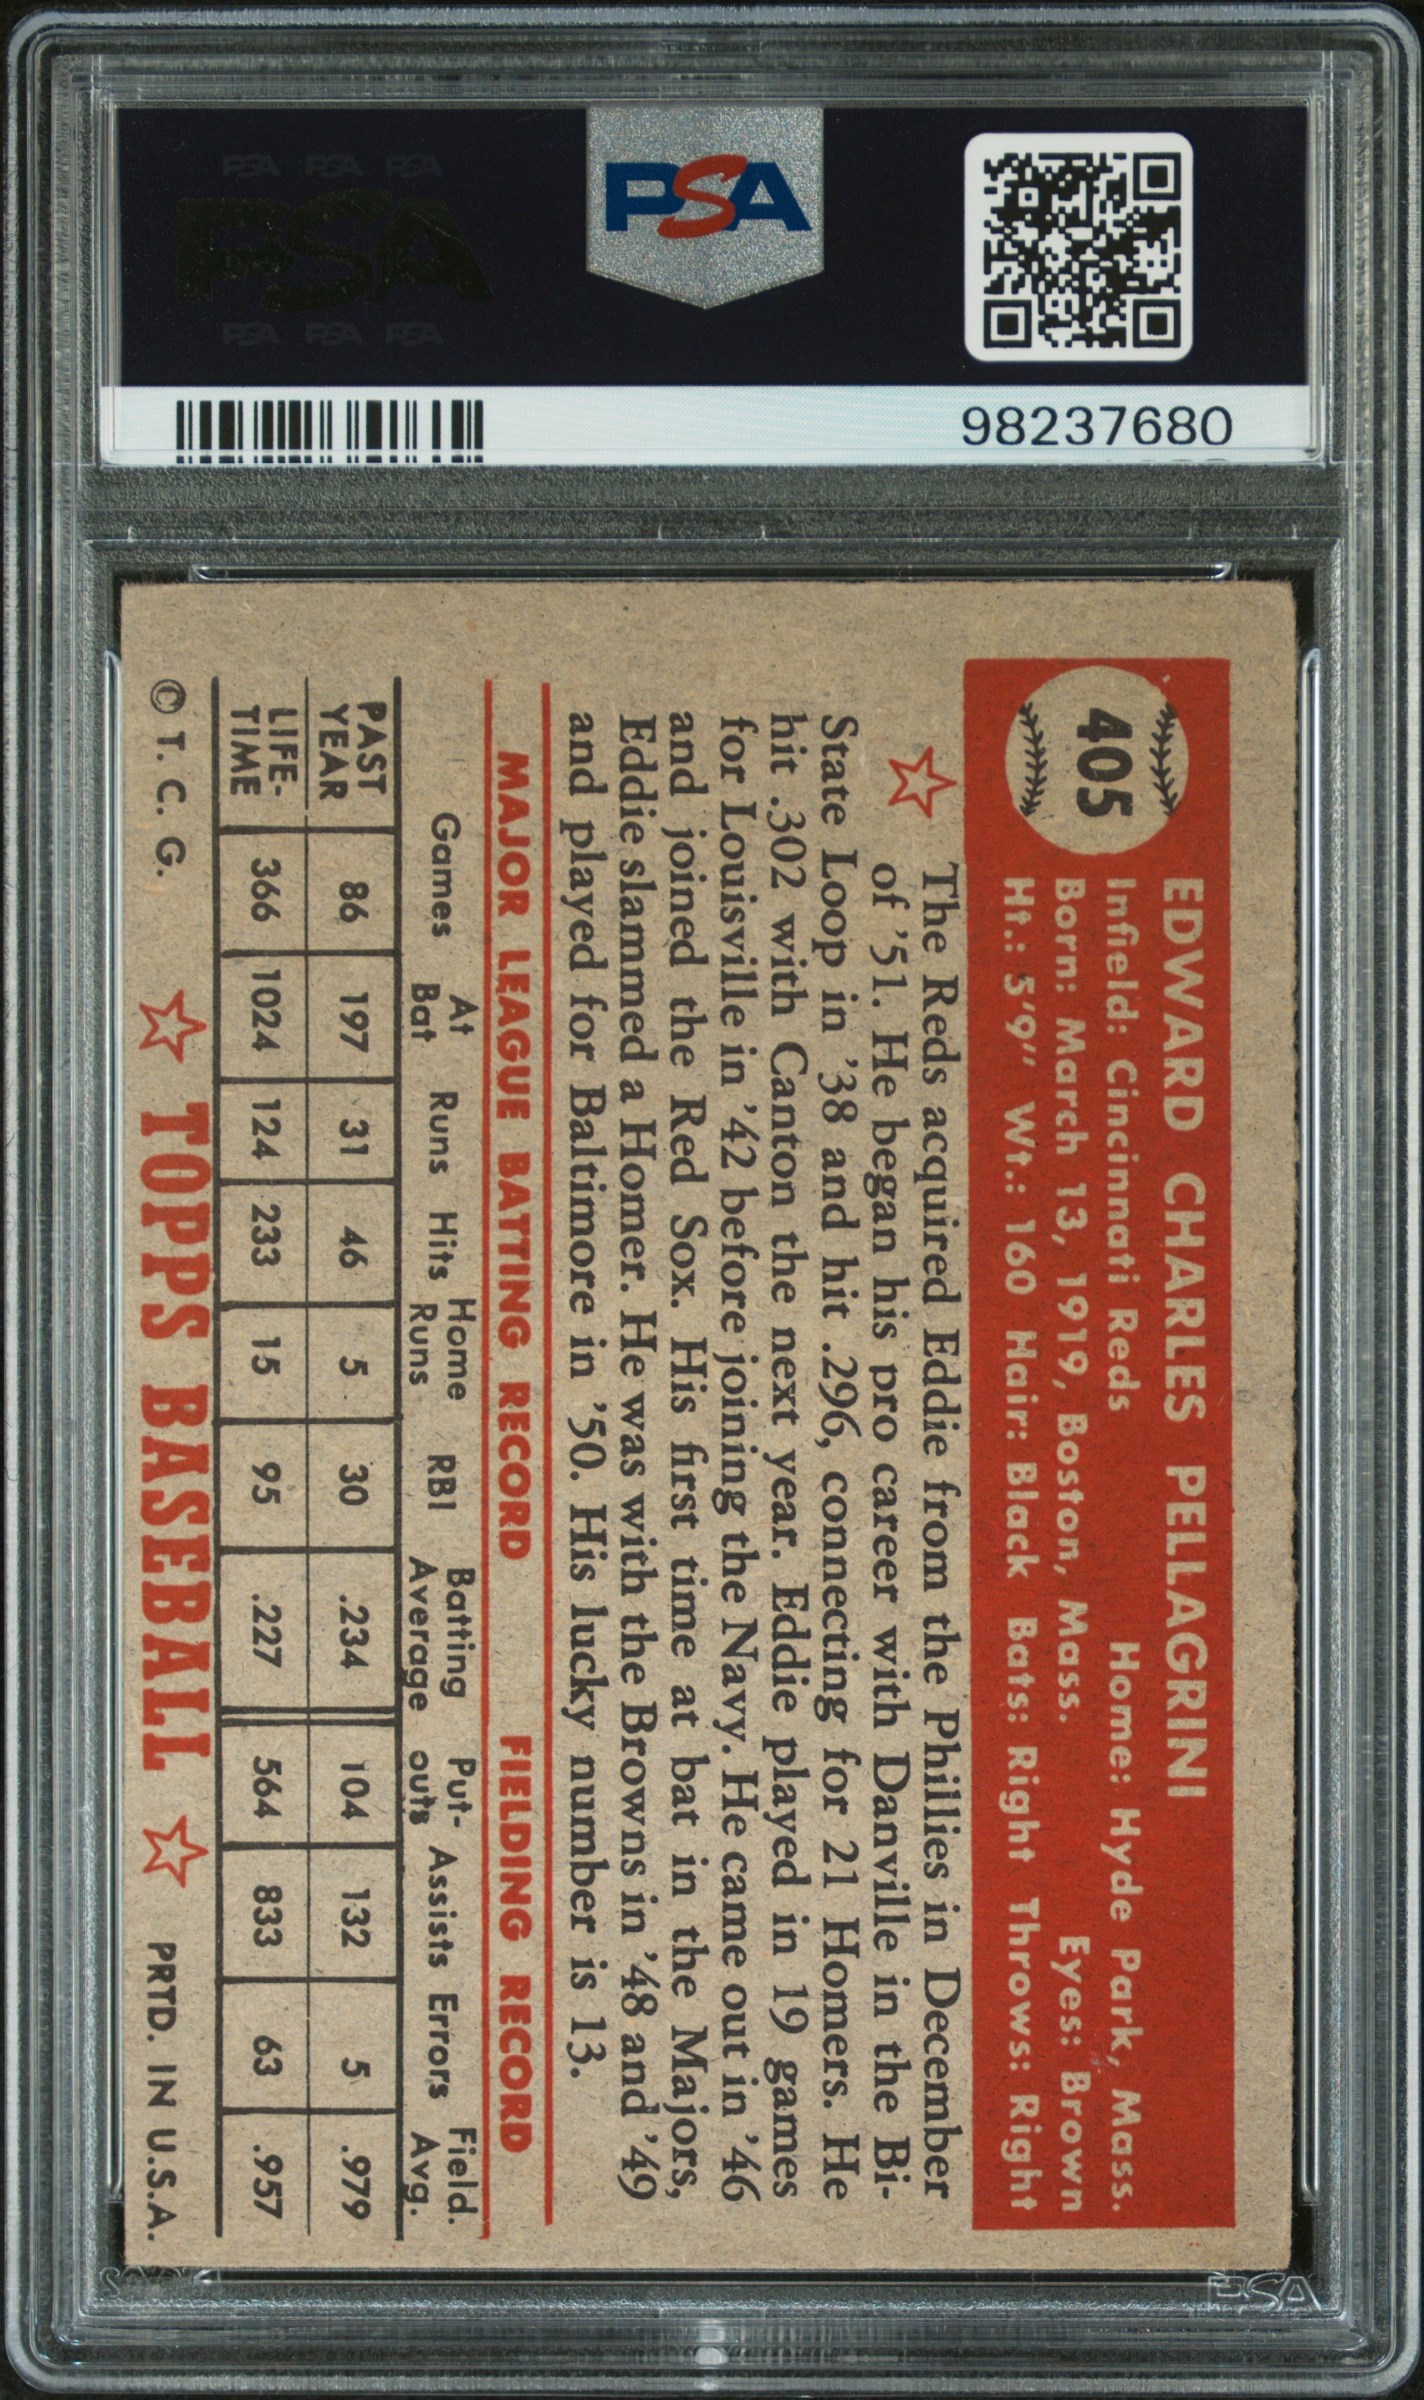 PSA PSA PSA
PSA
PSA PSA PSA
PSA
98237680
405
EDWARD CHARLES PELLAGRINI
Infield: Cincinnati Reds Home: Hyde Park, Mass.
Born: March 13, 1919, Boston, Mass. Eyes: Brown
Ht.: 5'9" Wt.: 160 Hair: Black Bats: Right Throws: Right
The Reds acquired Eddie from the Phillies in December
of '51. He began his pro career with Danville in the Bi-
State Loop in '38 and hit .296, connecting for 21 Homers. He
hit .302 with Canton the next year. Eddie played in 19 games
for Louisville in '42 before joining the Navy. He came out in '46
and joined the Red Sox. His first time at bat in the Majors,
Eddie slammed a Homer. He was with the Browns in '48 and '49
and played for Baltimore in '50. His lucky number is 13.
MAJOR LEAGUE BATTING RECORD FIELDING RECORD
Games At Bat Runs Hits Home Runs RBI Batting Average Put-outs Assists Errors Field. Avg.
PAST YEAR 86 197 31 46 5 30 .234 104 132 5 .979
LIFE-TIME 366 1024 124 233 15 95 .227 564 833 63 .957
© T. C. G. TOPPS BASEBALL PRTD. IN U.S.A.
PSA